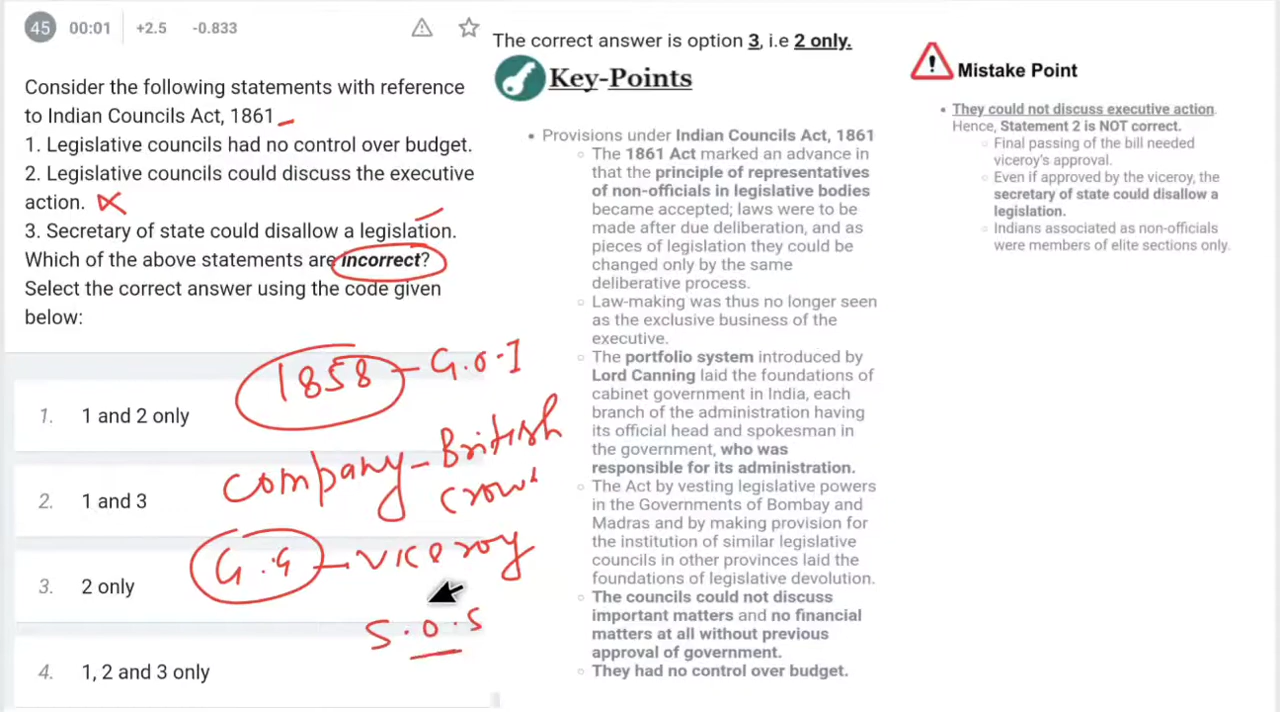 45 00:01 +2.5 -0.833
Consider the following statements with reference
to Indian Councils Act, 1861
1. Legislative councils had no control over budget.
2. Legislative councils could discuss the executive
action.
3. Secretary of state could disallow a legislation.
Which of the above statements are incorrect?
Select the correct answer using the code given
below:
1. 1 and 2 only
2. 1 and 3
3. 2 only
4. 1, 2 and 3 only
1858 - G.O.I
Company - British
Crown
G.G - Viceroy
S.O.S
The correct answer is option 3, i.e 2 only.
Key-Points
• Provisions under Indian Councils Act, 1861
○ The 1861 Act marked an advance in
that the principle of representatives
of non-officials in legislative bodies
became accepted; laws were to be
made after due deliberation, and as
pieces of legislation they could be
changed only by the same
deliberative process.
○ Law-making was thus no longer seen
as the exclusive business of the
executive.
○ The portfolio system introduced by
Lord Canning laid the foundations of
cabinet government in India, each
branch of the administration having
its official head and spokesman in
the government, who was
responsible for its administration.
○ The Act by vesting legislative powers
in the Governments of Bombay and
Madras and by making provision for
the institution of similar legislative
councils in other provinces laid the
foundations of legislative devolution.
○ The councils could not discuss
important matters and no financial
matters at all without previous
approval of government.
○ They had no control over budget.
Mistake Point
• They could not discuss executive action.
Hence, Statement 2 is NOT correct.
○ Final passing of the bill needed
viceroy's approval.
○ Even if approved by the viceroy, the
secretary of state could disallow a
legislation.
○ Indians associated as non-officials
were members of elite sections only.